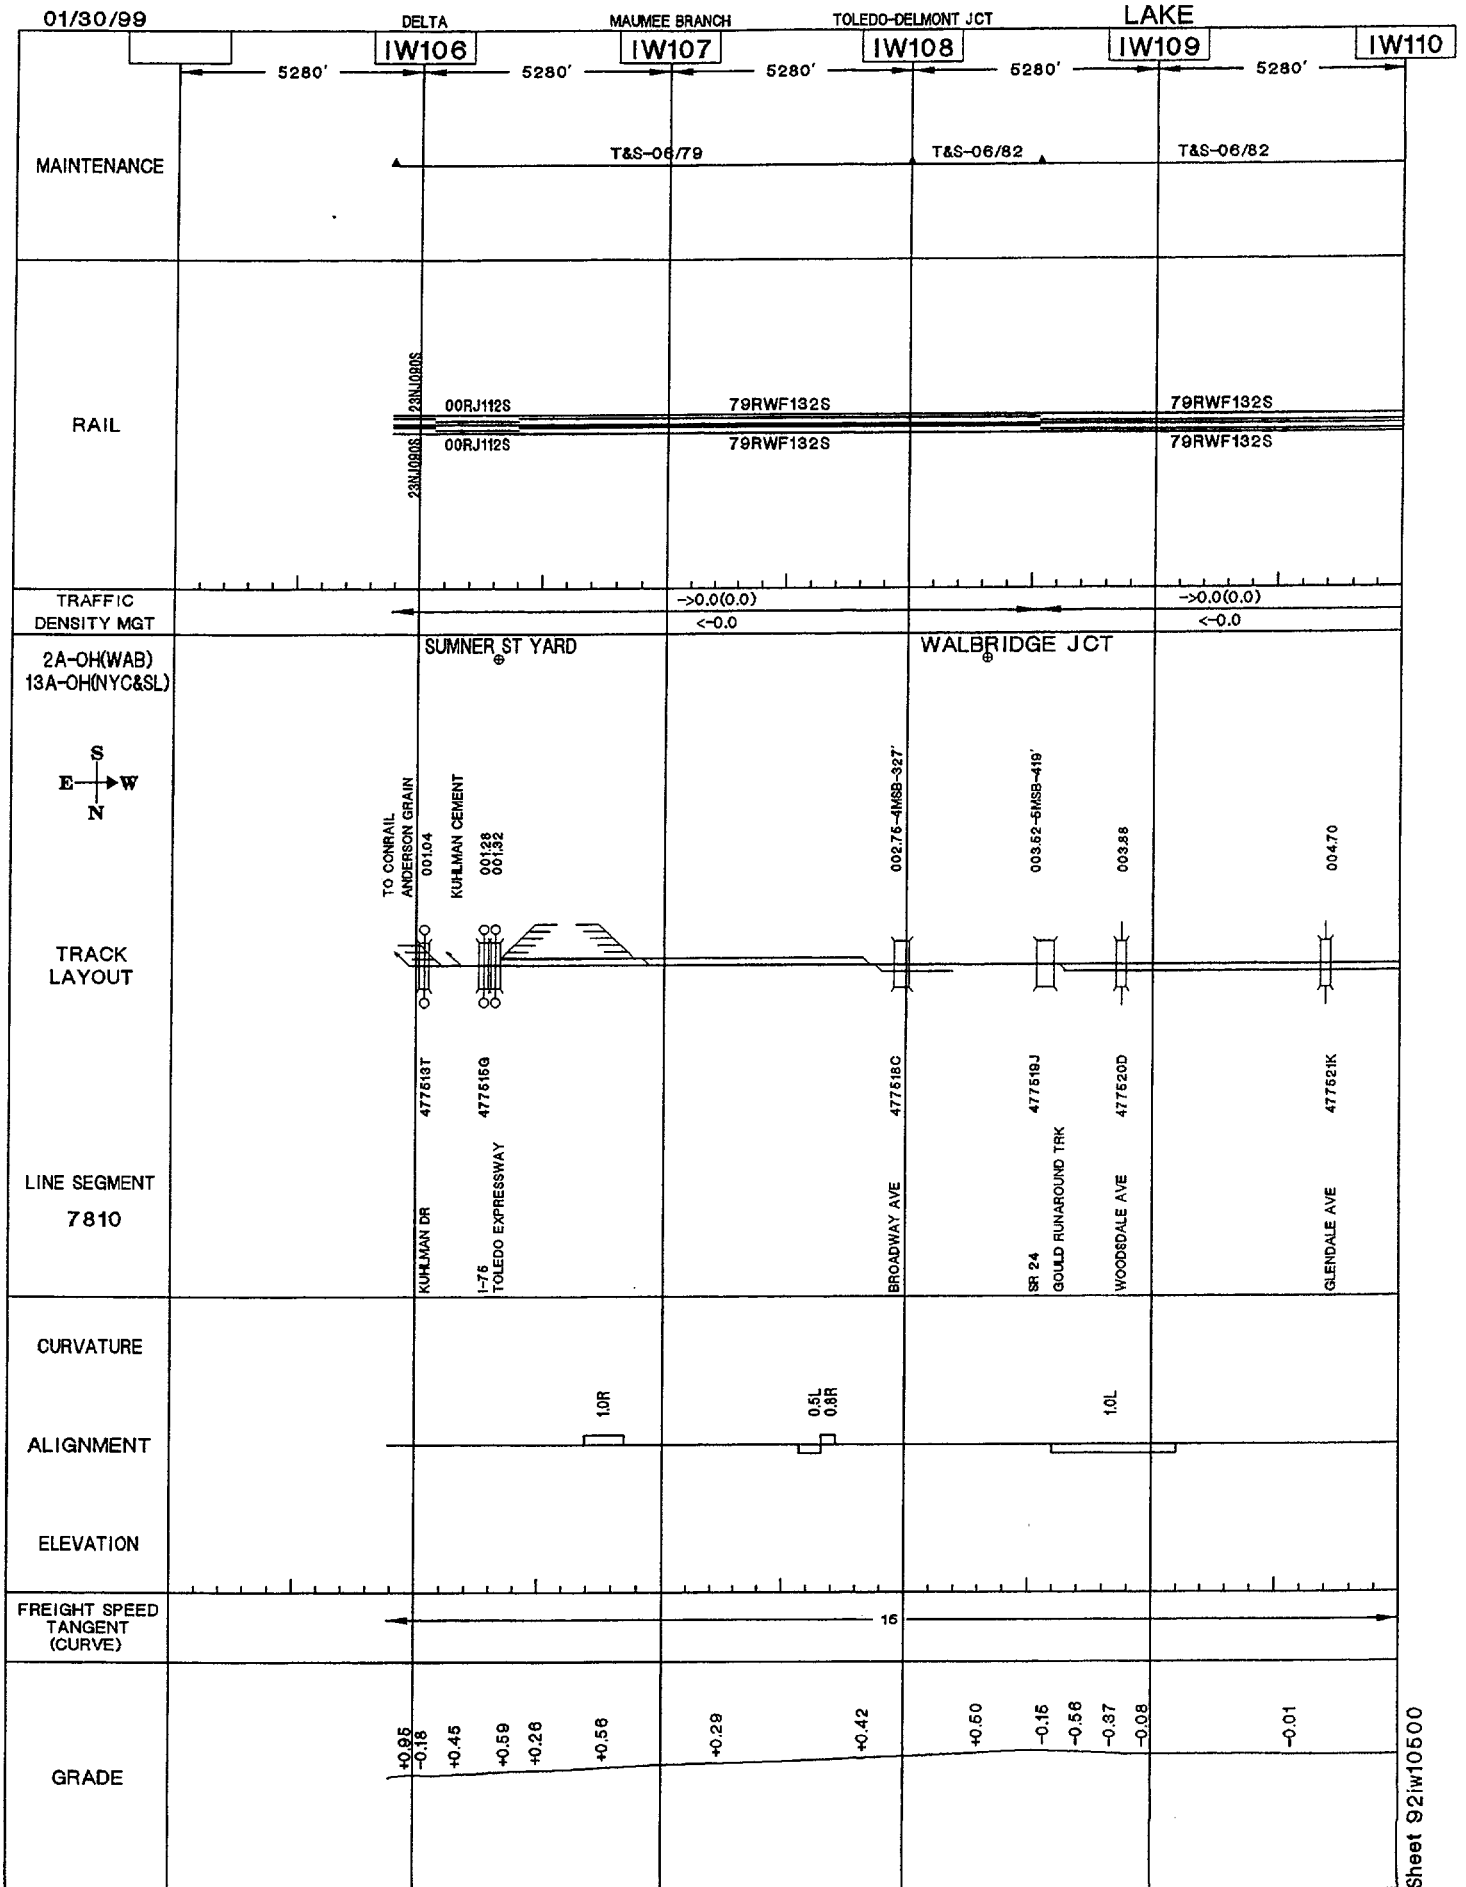 01/30/99
DELTA
MAUMEE BRANCH
TOLEDO-DELMONT JCT
LAKE
IW106
IW107
IW108
IW109
IW110
5280'
5280'
5280'
5280'
5280'
MAINTENANCE
T&S-06/79
T&S-06/82
T&S-06/82
RAIL
23NJ090S
00RJ112S
79RWF132S
79RWF132S
23NJ090S
00RJ112S
79RWF132S
79RWF132S
TRAFFIC
DENSITY MGT
->0.0(0.0)
<-0.0
->0.0(0.0)
<-0.0
2A-OH(WAB)
13A-OH(NYC&SL)
SUMNER ST YARD
WALBRIDGE JCT
S
E W
N
TO CONRAIL
ANDERSON GRAIN
001.04
KUHLMAN CEMENT
001.28
001.32
002.75-4MSB-327'
003.52-5MSB-419'
003.88
004.70
TRACK
LAYOUT
477513T
477515G
477518C
477519J
477520D
477521K
LINE SEGMENT
7810
KUHLMAN DR
I-75
TOLEDO EXPRESSWAY
BROADWAY AVE
SR 24
GOULD RUNAROUND TRK
WOODSDALE AVE
GLENDALE AVE
CURVATURE
ALIGNMENT
1.0R
0.5L
0.8R
1.0L
ELEVATION
FREIGHT SPEED
TANGENT
(CURVE)
15
GRADE
+0.95
-0.18
+0.45
+0.59
+0.26
+0.56
+0.29
+0.42
+0.50
-0.15
-0.56
-0.37
-0.08
-0.01
Sheet 92iw10500